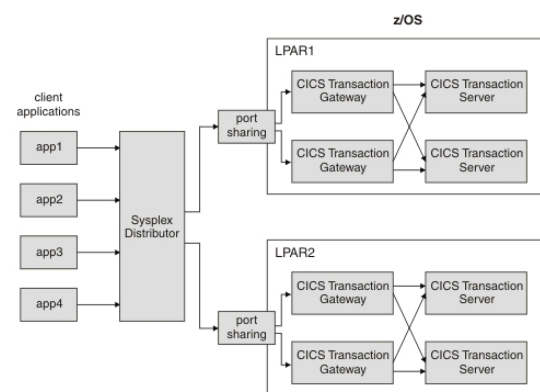 z/OS
client
applications
app1
app2
app3
app4
Sysplex
Distributor
LPAR1
port
sharing
CICS Transaction
Gateway
CICS Transaction
Server
CICS Transaction
Gateway
CICS Transaction
Server
LPAR2
port
sharing
CICS Transaction
Gateway
CICS Transaction
Server
CICS Transaction
Gateway
CICS Transaction
Server